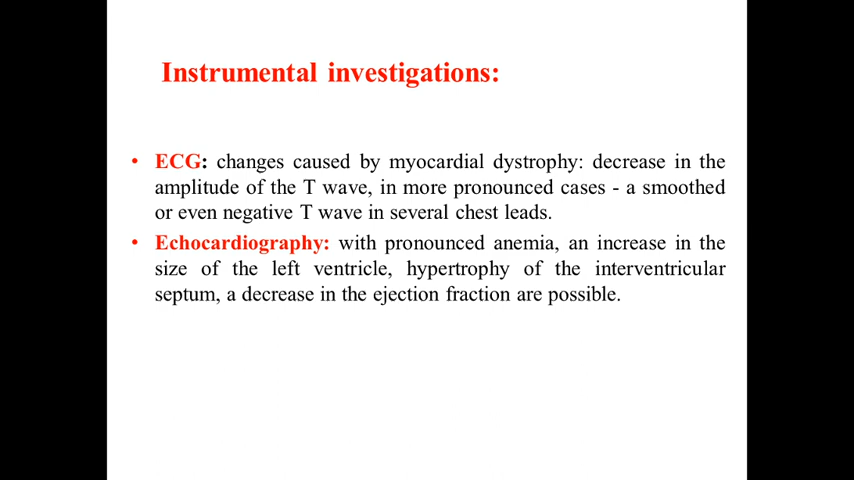 Instrumental investigations:
• ECG: changes caused by myocardial dystrophy: decrease in the
amplitude of the T wave, in more pronounced cases - a smoothed
or even negative T wave in several chest leads.
• Echocardiography: with pronounced anemia, an increase in the
size of the left ventricle, hypertrophy of the interventricular
septum, a decrease in the ejection fraction are possible.